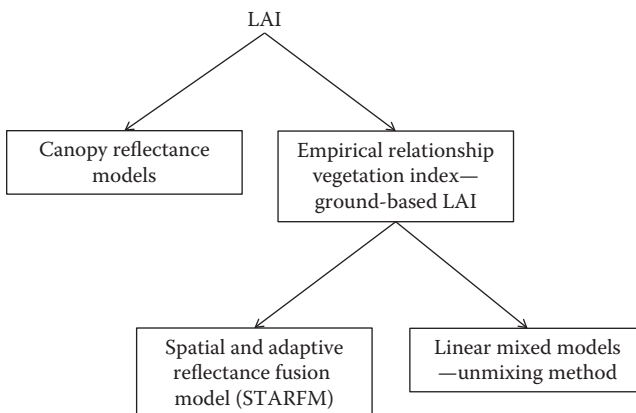 LAI
Canopy reflectance
models
Empirical relationship
vegetation index—
ground-based LAI
Spatial and adaptive
reflectance fusion
model (STARFM)
Linear mixed models
—unmixing method